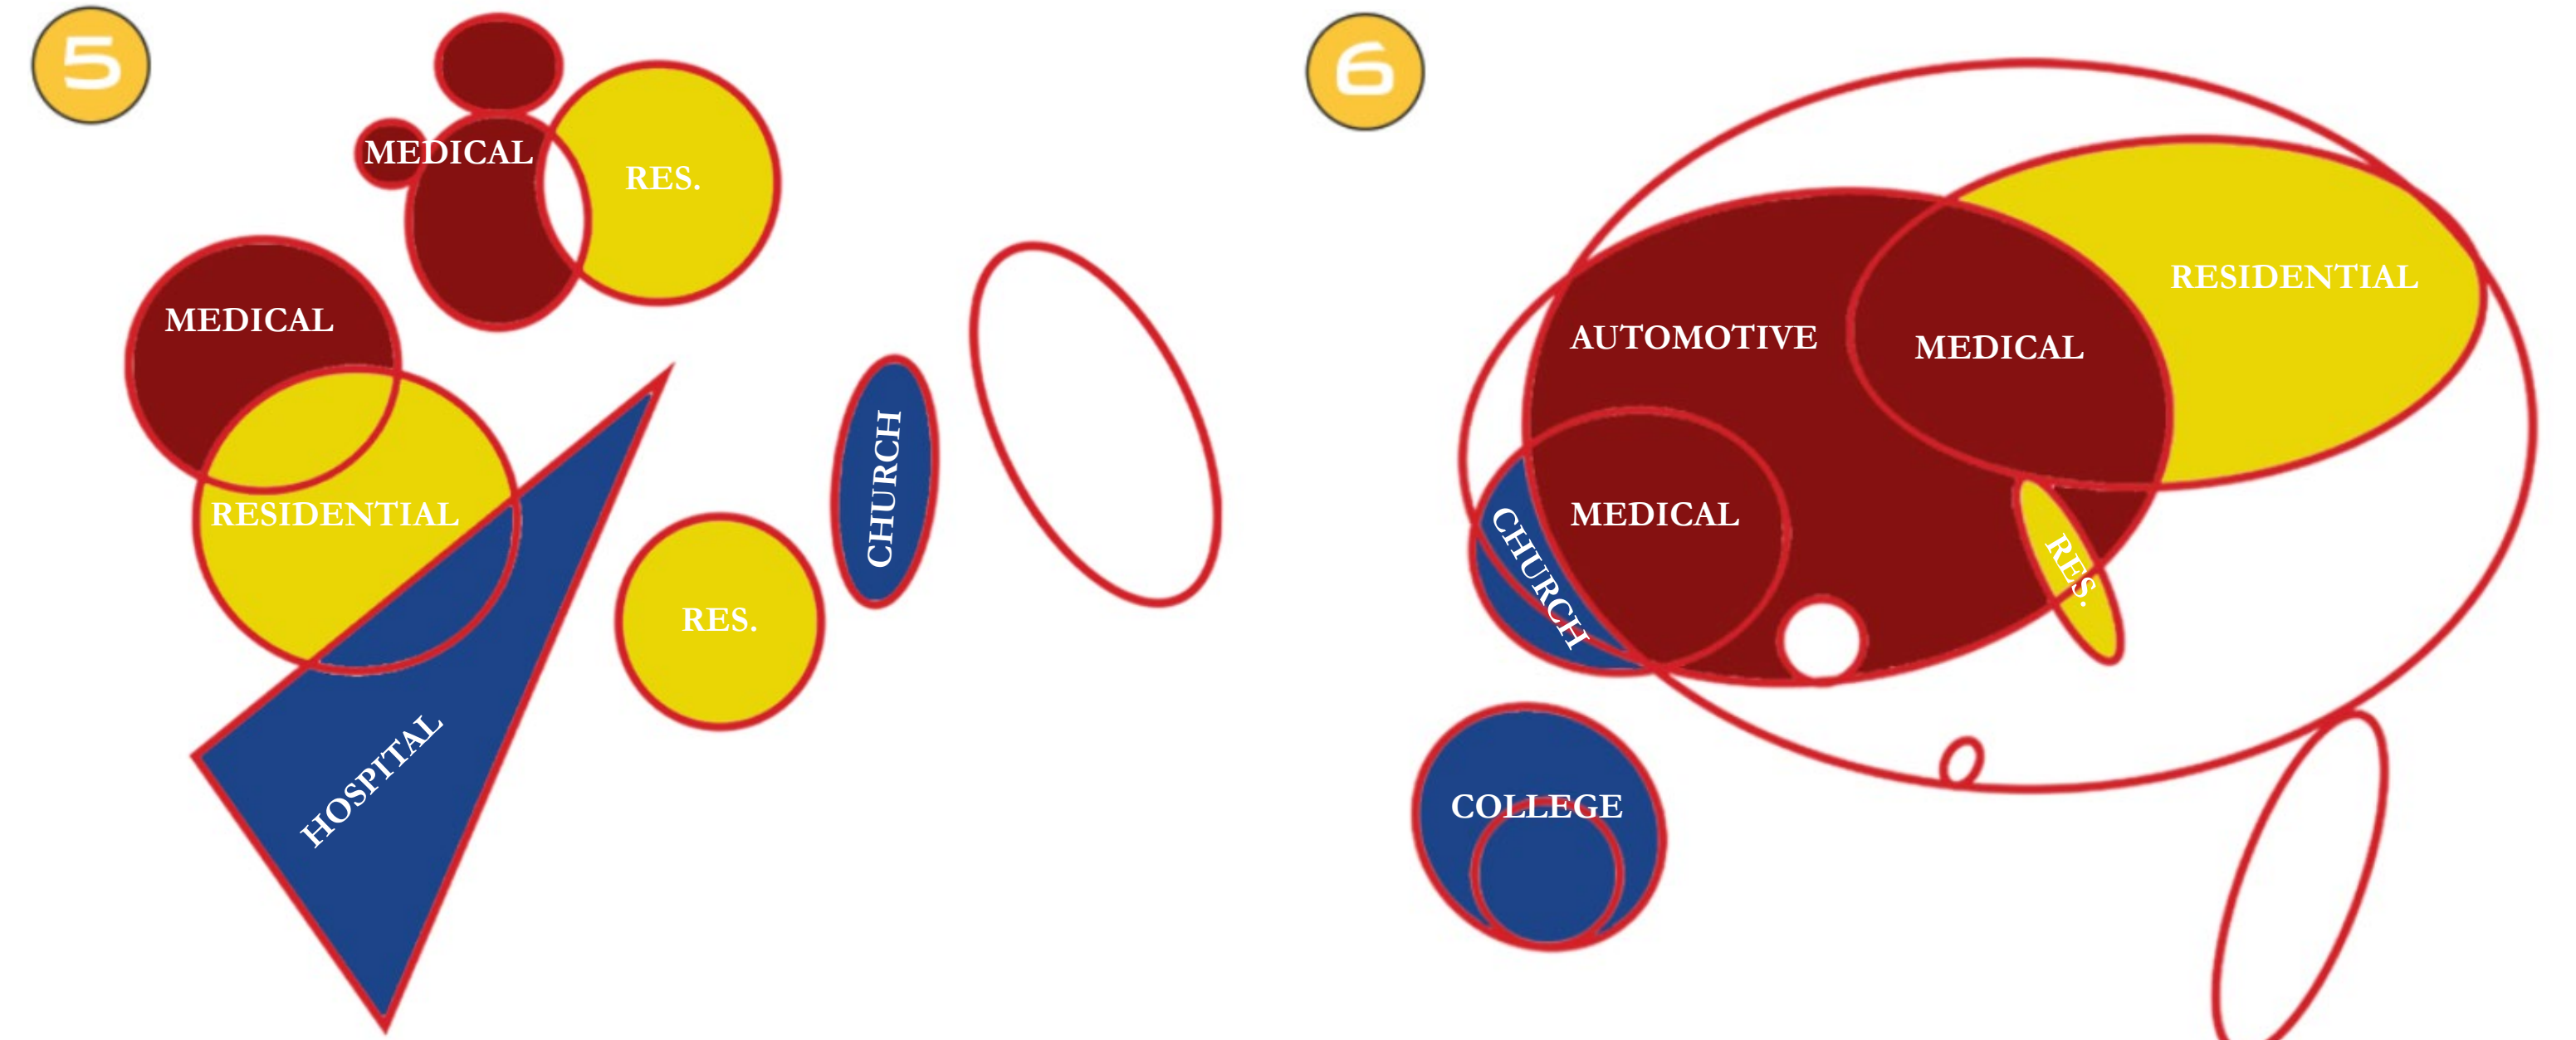 5
MEDICAL
RES.
MEDICAL
RESIDENTIAL
HOSPITAL
RES.
CHURCH
6
RESIDENTIAL
AUTOMOTIVE
MEDICAL
MEDICAL
CHURCH
RES.
COLLEGE